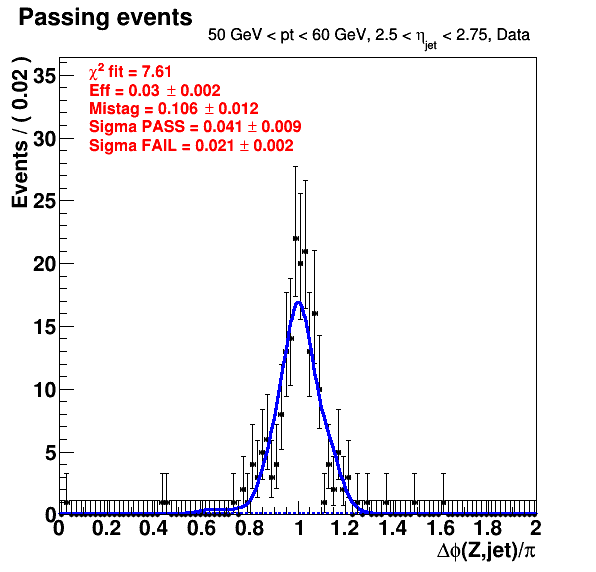 Passing events
50 GeV < pt < 60 GeV, 2.5 < ηjet < 2.75, Data
χ² fit = 7.61
Eff = 0.03 ± 0.002
Mistag = 0.106 ± 0.012
Sigma PASS = 0.041 ± 0.009
Sigma FAIL = 0.021 ± 0.002
Events / ( 0.02 )
35
30
25
20
15
10
5
0
0 0.2 0.4 0.6 0.8 1 1.2 1.4 1.6 1.8 2
Δϕ(Z,jet)/π